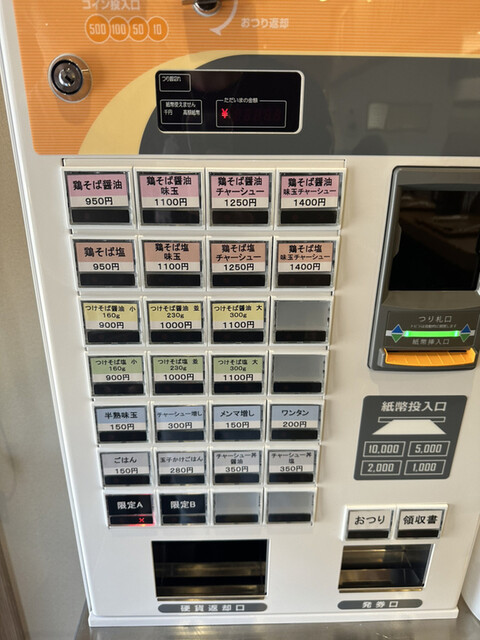 コイン投入口
500 100 50 10
おつり返却
つり銭切れ
紙幣使えません
千円 高額紙幣
ただいまの金額
¥
鶏そば醤油
950円
鶏そば醤油
味玉
1100円
鶏そば醤油
チャーシュー
1250円
鶏そば醤油
味玉チャーシュー
1400円
鶏そば塩
950円
鶏そば塩
味玉
1100円
鶏そば塩
チャーシュー
1250円
鶏そば塩
味玉チャーシュー
1400円
つけそば醤油 小
160g
900円
つけそば醤油 並
230g
1000円
つけそば醤油 大
300g
1100円
つけそば塩 小
160g
900円
つけそば塩 並
230g
1000円
つけそば塩 大
300g
1100円
半熟味玉
150円
チャーシュー増し
300円
メンマ増し
150円
ワンタン
200円
ごはん
150円
玉子かけごはん
280円
チャーシュー丼
醤油
350円
チャーシュー丼
塩
350円
限定A
×
限定B
つり札口
紙幣挿入口
紙幣投入口
10,000 5,000
2,000 1,000
おつり
領収書
硬貨返却口
発券口